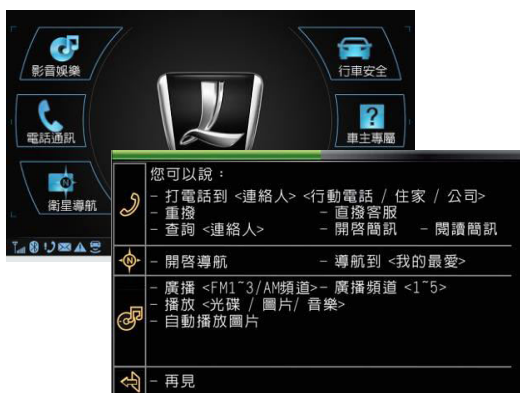 影音娛樂
行車安全
電話通訊
車主專屬
衛星導航
您可以說：
- 打電話到 <連絡人> <行動電話 / 住家 / 公司>
- 重撥 - 直撥客服
- 查詢 <連絡人> - 開啓簡訊 - 閱讀簡訊
- 開啓導航 - 導航到 <我的最愛>
- 廣播 <FM1~3/AM頻道>- 廣播頻道 <1~5>
- 播放 <光碟 / 圖片/ 音樂>
- 自動播放圖片
- 再見